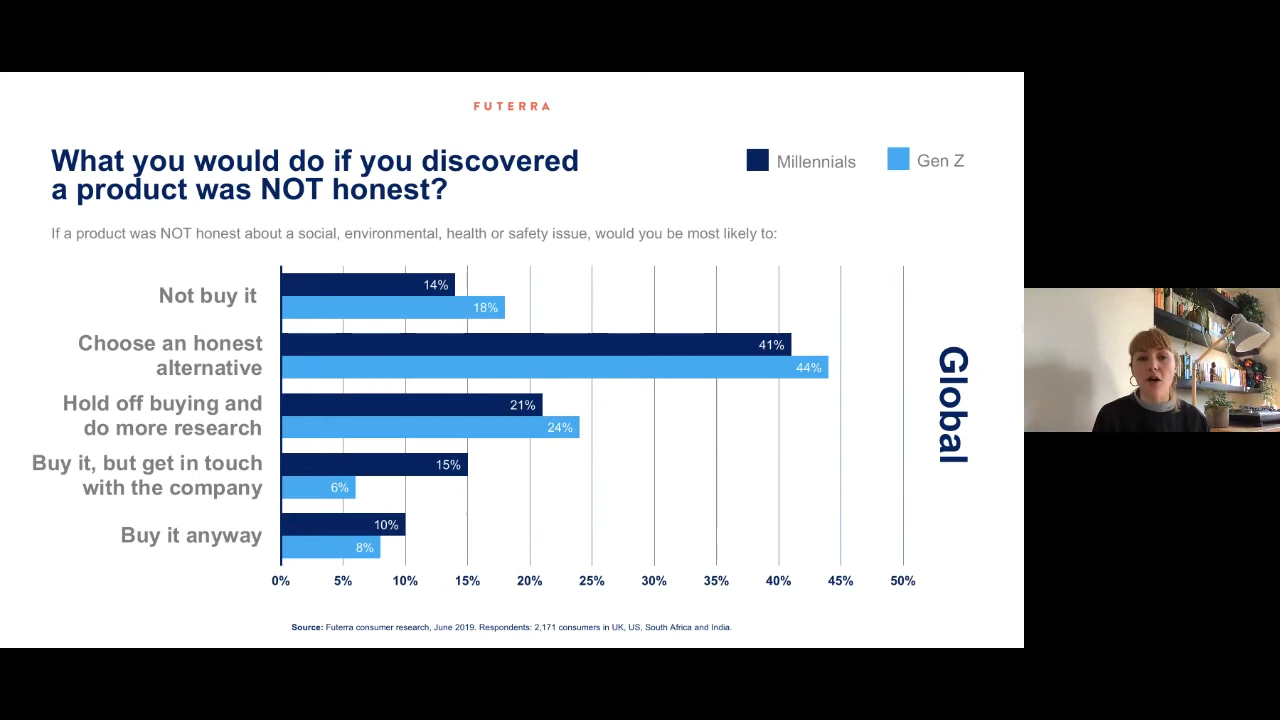 FUTERRA
What you would do if you discovered
a product was NOT honest?
Millennials
Gen Z
If a product was NOT honest about a social, environmental, health or safety issue, would you be most likely to:
Not buy it
14%
18%
Choose an honest
alternative
41%
44%
Hold off buying and
do more research
21%
24%
Buy it, but get in touch
with the company
15%
6%
Buy it anyway
10%
8%
Global
0%
5%
10%
15%
20%
25%
30%
35%
40%
45%
50%
Source: Futerra consumer research, June 2019. Respondents: 2,171 consumers in UK, US, South Africa and India.